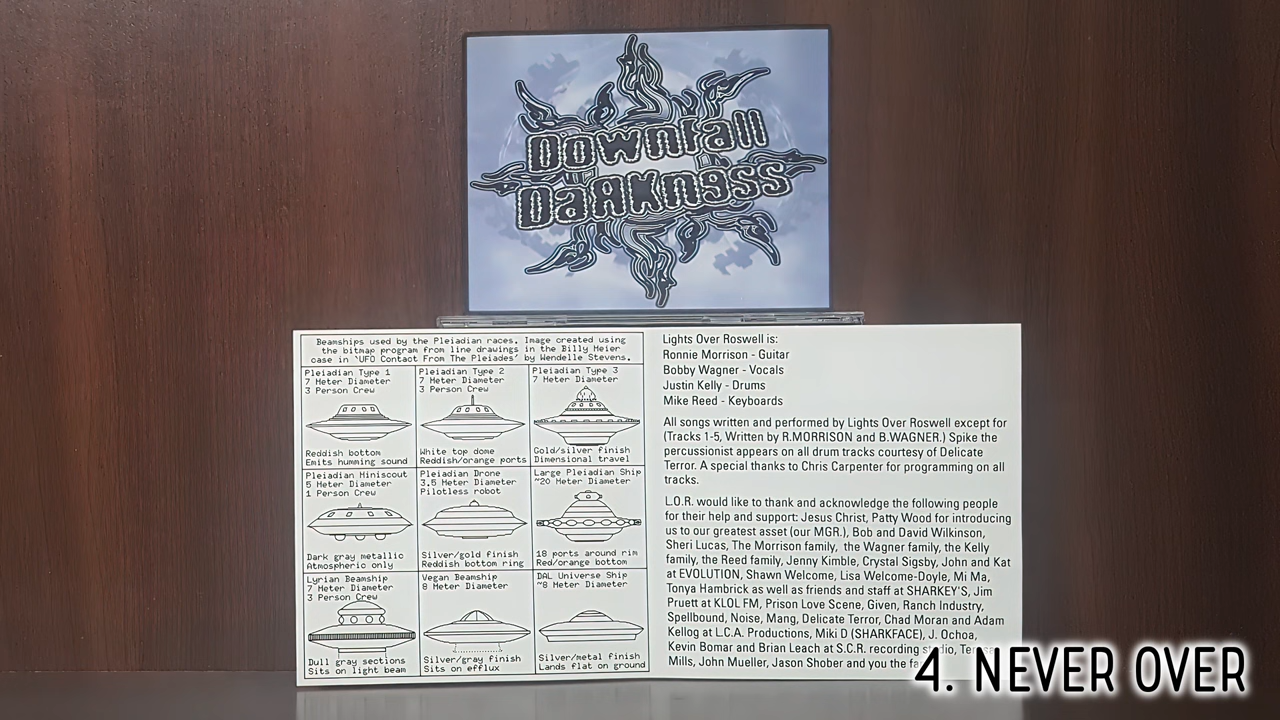 Downfall
DaRKn9ss
Beamships used by the Pleiadian races. Image created using
the bitmap program from line drawings in the Billy Meier
case in 'UFO Contact From The Pleiades' by Wendelle Stevens.
Pleiadian Type 1
7 Meter Diameter
3 Person Crew
Reddish bottom
Emits humming sound
Pleiadian Type 2
7 Meter Diameter
3 Person Crew
White top dome
Reddish/orange ports
Pleiadian Type 3
7 Meter Diameter
Gold/silver finish
Dimensional travel
Pleiadian Miniscout
5 Meter Diameter
1 Person Crew
Dark gray metallic
Atmospheric only
Pleiadian Drone
3.5 Meter Diameter
Pilotless robot
Silver/gold finish
Reddish bottom ring
Large Pleiadian Ship
~20 Meter Diameter
18 ports around rim
Red/orange bottom
Lyrian Beamship
7 Meter Diameter
3 Person Crew
Dull gray sections
Sits on light beam
Vegan Beamship
8 Meter Diameter
Silver/gray finish
Sits on efflux
DAL Universe Ship
~8 Meter Diameter
Silver/metal finish
Lands flat on ground
Lights Over Roswell is:
Ronnie Morrison - Guitar
Bobby Wagner - Vocals
Justin Kelly - Drums
Mike Reed - Keyboards
All songs written and performed by Lights Over Roswell except for
(Tracks 1-5, Written by R.MORRISON and B.WAGNER.) Spike the
percussionist appears on all drum tracks courtesy of Delicate
Terror. A special thanks to Chris Carpenter for programming on all
tracks.
L.O.R. would like to thank and acknowledge the following people
for their help and support: Jesus Christ, Patty Wood for introducing
us to our greatest asset (our MGR.), Bob and David Wilkinson,
Sheri Lucas, The Morrison family, the Wagner family, the Kelly
family, the Reed family, Jenny Kimble, Crystal Sigsby, John and Kat
at EVOLUTION, Shawn Welcome, Lisa Welcome-Doyle, Mi Ma,
Tonya Hambrick as well as friends and staff at SHARKEY'S, Jim
Pruett at KLOL FM, Prison Love Scene, Given, Ranch Industry,
Spellbound, Noise, Mang, Delicate Terror, Chad Moran and Adam
Kellog at L.C.A. Productions, Miki D (SHARKFACE), J. Ochoa,
Kevin Bomar and Brian Leach at S.C.R. recording studio,
Mills, John Mueller, Jason Shober and you the
4. NEVER OVER